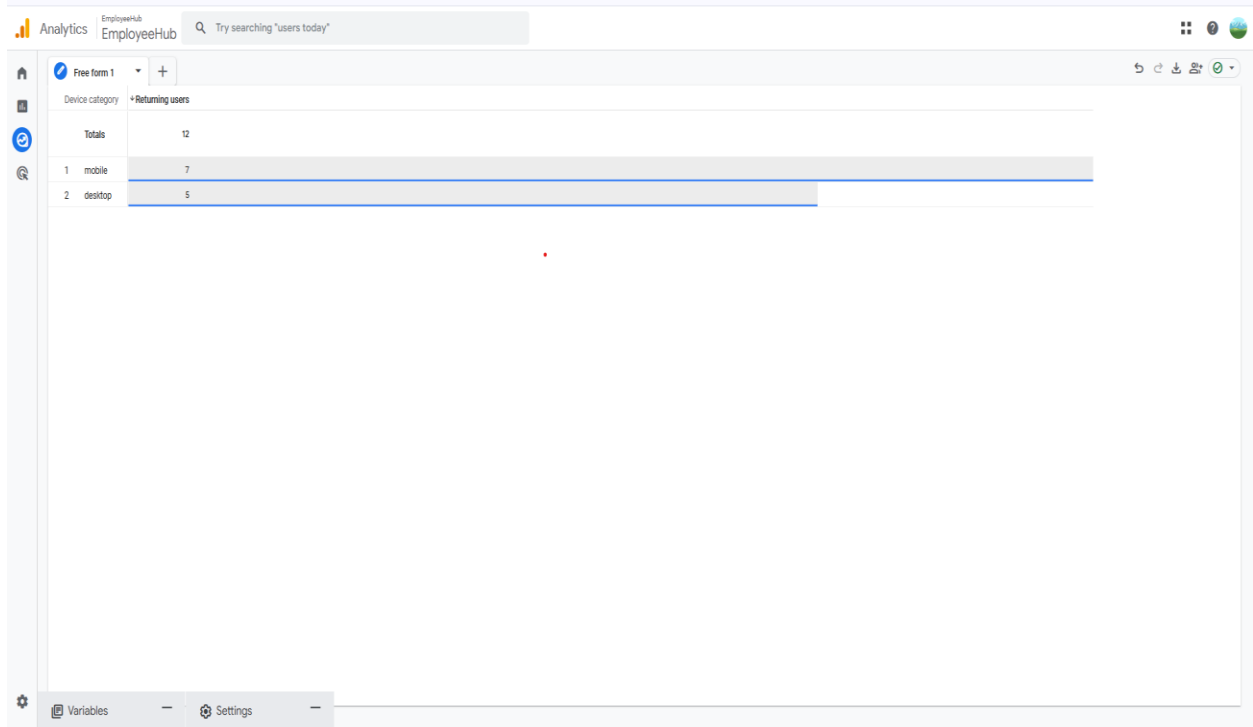 Analytics
EmployeeHub
EmployeeHub
Try searching "users today"
Free form 1
Device category
Returning users
Totals
12
1 mobile 7
2 desktop 5
Variables
Settings